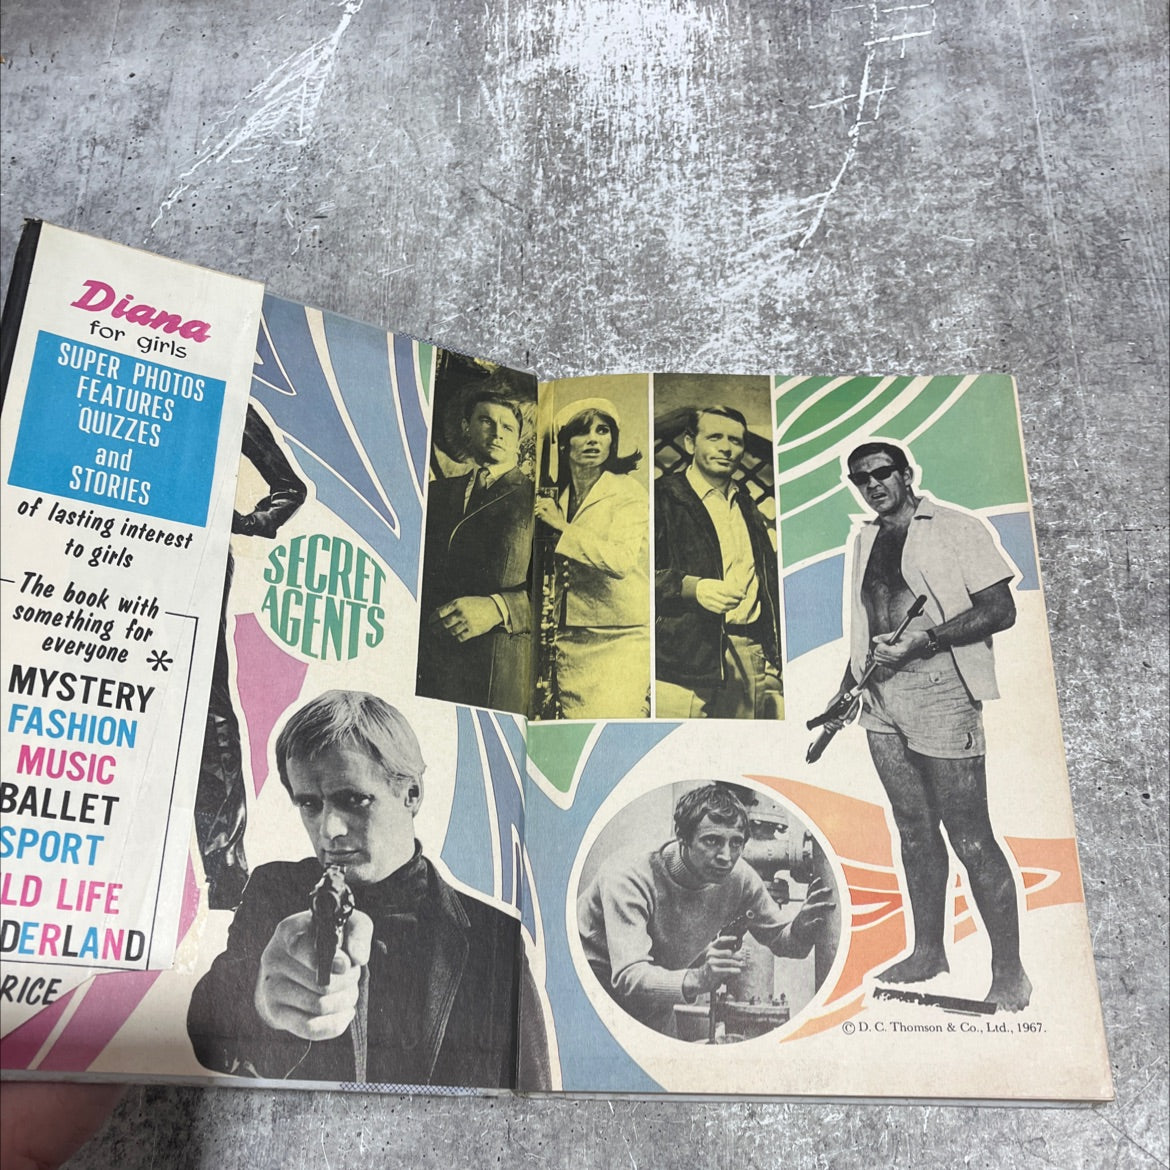 Diana
for girls
SUPER PHOTOS
FEATURES
QUIZZES
and
STORIES
of lasting interest
to girls
The book with
something for
everyone *
MYSTERY
FASHION
MUSIC
BALLET
SPORT
LD LIFE
DERLAND
RICE
SECRET
AGENTS
© D. C. Thomson & Co., Ltd., 1967.